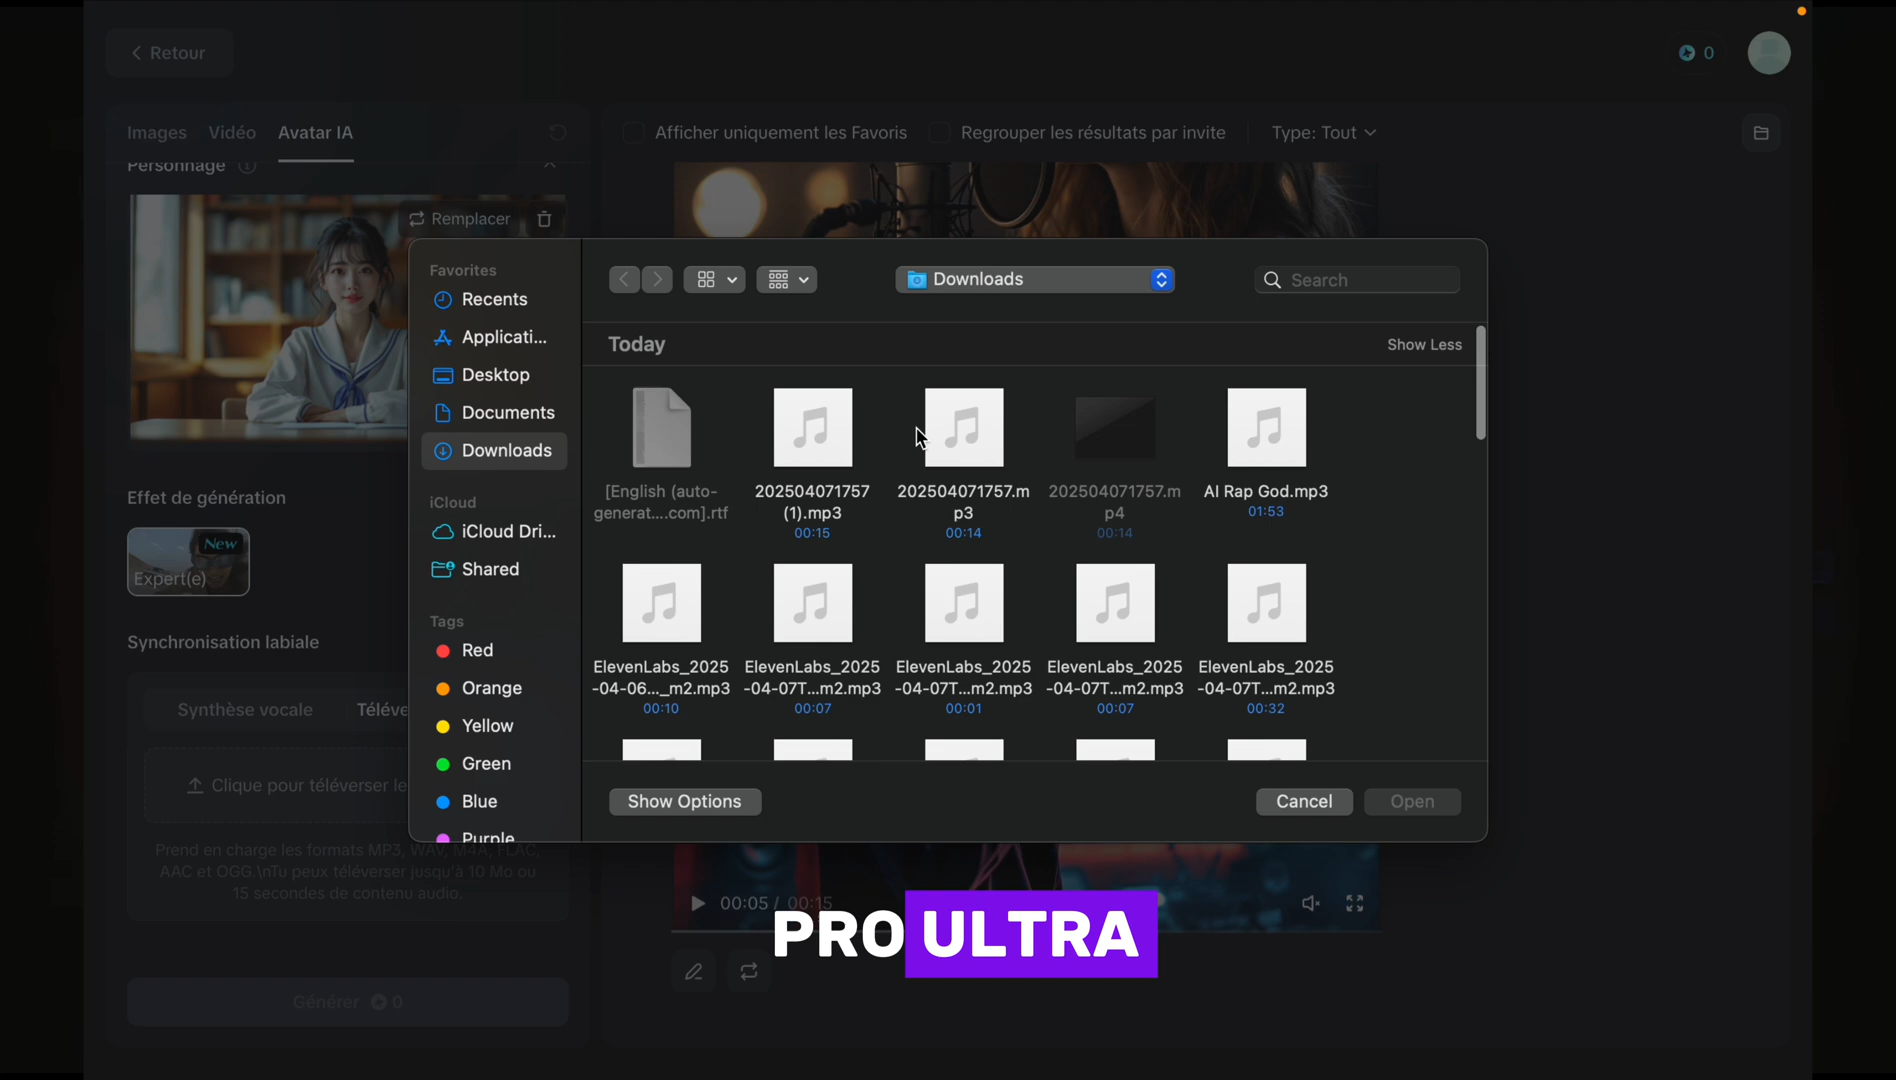 Retour
0
Images Vidéo Avatar IA
Afficher uniquement les Favoris Regrouper les résultats par invite Type: Tout
Personnage
Remplacer
Effet de génération
New
Expert(e)
Synchronisation labiale
Synthèse vocale Téléve
Clique pour téléverser le
Prend en charge les formats MP3, WAV, M4A, FLAC,
AAC et OGG.\nTu peux téléverser jusqu'à 10 Mo ou
15 secondes de contenu audio.
Générer 0
Favorites
Recents
Applicati...
Desktop
Documents
Downloads
iCloud
iCloud Dri...
Shared
Tags
Red
Orange
Yellow
Green
Blue
Purple
Downloads
Search
Today Show Less
[English (auto-
generat....com].rtf
202504071757
(1).mp3
00:15
202504071757.m
p3
00:14
202504071757.m
p4
00:14
AI Rap God.mp3
01:53
ElevenLabs_2025
-04-06..._m2.mp3
00:10
ElevenLabs_2025
-04-07T...m2.mp3
00:07
ElevenLabs_2025
-04-07T...m2.mp3
00:01
ElevenLabs_2025
-04-07T...m2.mp3
00:07
ElevenLabs_2025
-04-07T...m2.mp3
00:32
Show Options Cancel Open
00:05 / 00:15
PRO ULTRA